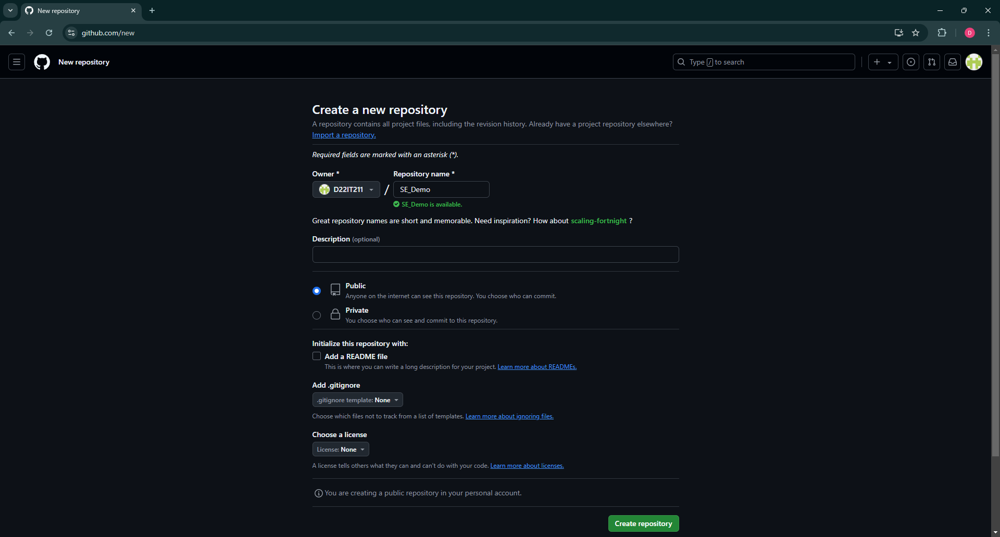 New repository
github.com/new
D
New repository
Type / to search
Create a new repository
A repository contains all project files, including the revision history. Already have a project repository elsewhere?
Import a repository.
Required fields are marked with an asterisk (*).
Owner *
Repository name *
D22IT211
/
SE_Demo
SE_Demo is available.
Great repository names are short and memorable. Need inspiration? How about scaling-fortnight ?
Description (optional)
Public
Anyone on the internet can see this repository. You choose who can commit.
Private
You choose who can see and commit to this repository.
Initialize this repository with:
Add a README file
This is where you can write a long description for your project. Learn more about READMEs.
Add .gitignore
.gitignore template: None
Choose which files not to track from a list of templates. Learn more about ignoring files.
Choose a license
License: None
A license tells others what they can and can't do with your code. Learn more about licenses.
You are creating a public repository in your personal account.
Create repository